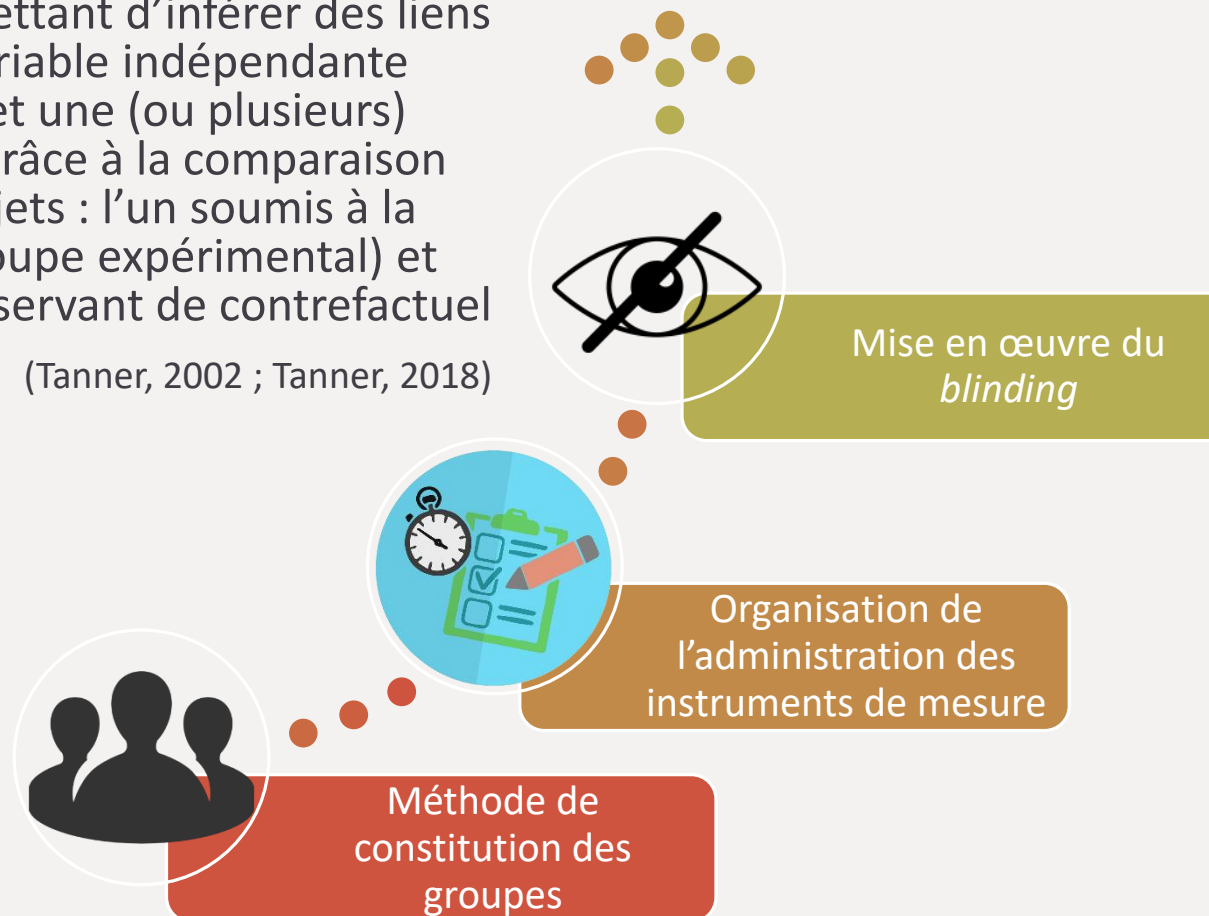 ettant d'inférer des liens
riable indépendante
et une (ou plusieurs)
râce à la comparaison
jets : l'un soumis à la
oupe expérimental) et
servant de contrefactuel
(Tanner, 2002 ; Tanner, 2018)
Mise en œuvre du
blinding
Organisation de
l'administration des
instruments de mesure
Méthode de
constitution des
groupes